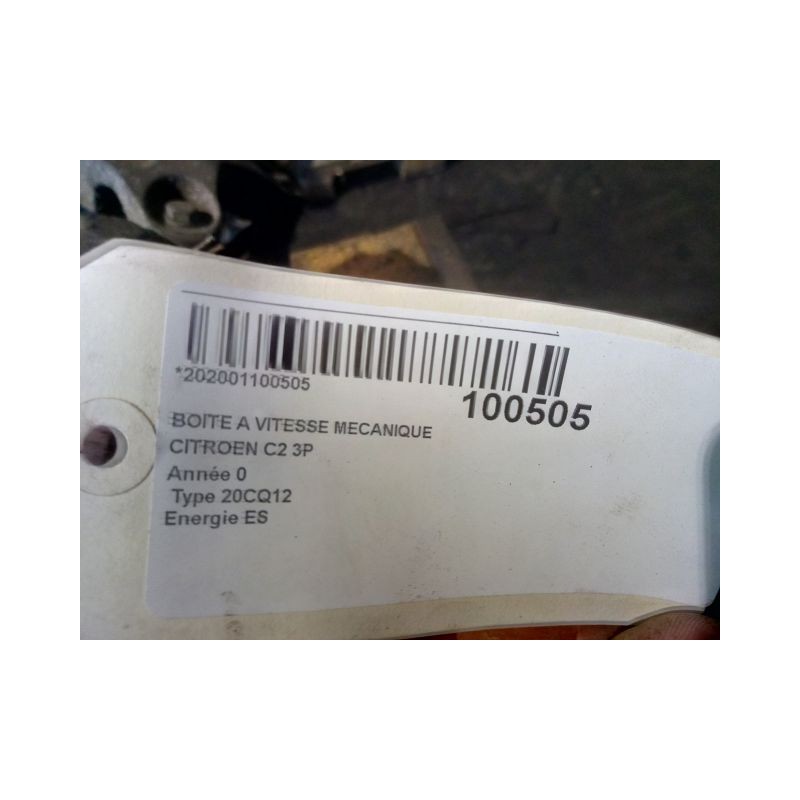 *202001100505
100505
BOITE A VITESSE MECANIQUE
CITROEN C2 3P
Année 0
Type 20CQ12
Energie ES